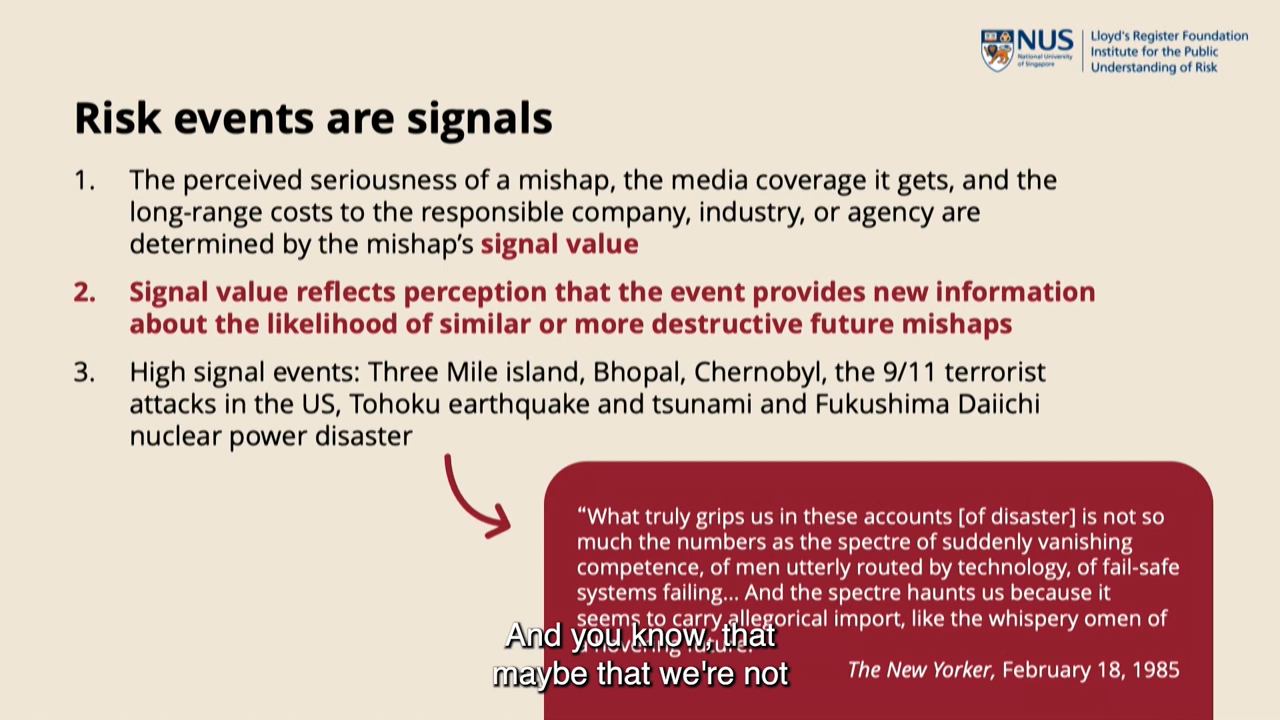 NUS
National University
of Singapore
Lloyd's Register Foundation
Institute for the Public
Understanding of Risk
Risk events are signals
1. The perceived seriousness of a mishap, the media coverage it gets, and the
long-range costs to the responsible company, industry, or agency are
determined by the mishap's signal value
2. Signal value reflects perception that the event provides new information
about the likelihood of similar or more destructive future mishaps
3. High signal events: Three Mile island, Bhopal, Chernobyl, the 9/11 terrorist
attacks in the US, Tohoku earthquake and tsunami and Fukushima Daiichi
nuclear power disaster
“What truly grips us in these accounts [of disaster] is not so
much the numbers as the spectre of suddenly vanishing
competence, of men utterly routed by technology, of fail-safe
systems failing... And the spectre haunts us because it
seems to carry allegorical import, like the whispery omen of
a hovering future.
The New Yorker, February 18, 1985
And you know, that
maybe that we're not